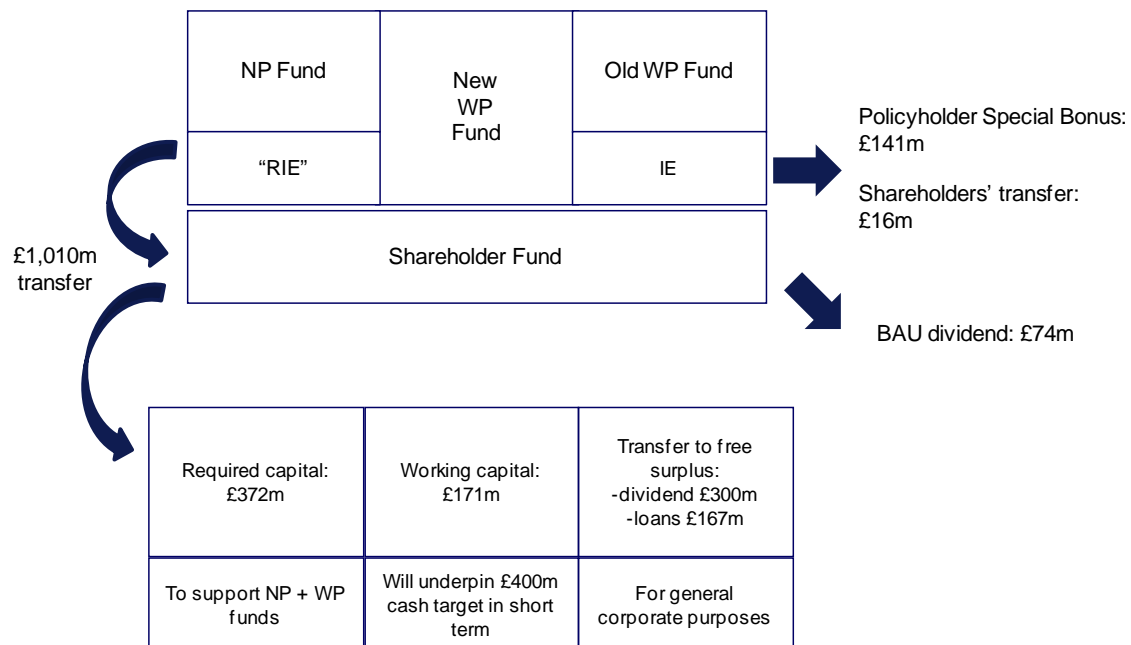 NP Fund
New
WP
Fund
Old WP Fund
“RIE”
IE
Policyholder Special Bonus:
£141m
Shareholders’ transfer:
£16m
£1,010m
transfer
Shareholder Fund
BAU dividend: £74m
Required capital:
£372m
Working capital:
£171m
Transfer to free
surplus:
-dividend £300m
-loans £167m
To support NP + WP
funds
Will underpin £400m
cash target in short
term
For general
corporate purposes